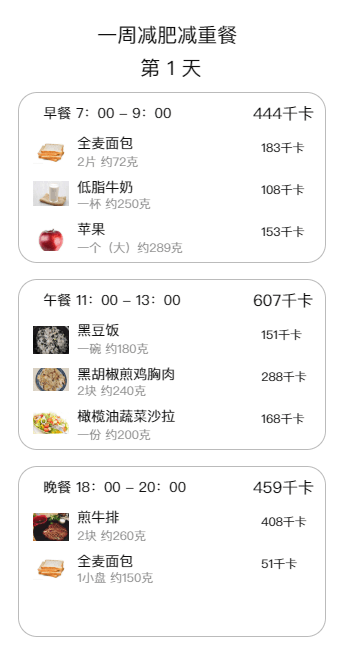 一周减肥减重餐
第 1 天
早餐 7：00 – 9：00 444千卡
全麦面包 183千卡
2片 约72克
低脂牛奶 108千卡
一杯 约250克
苹果 153千卡
一个（大）约289克
午餐 11：00 – 13：00 607千卡
黑豆饭 151千卡
一碗 约180克
黑胡椒煎鸡胸肉 288千卡
2块 约240克
橄榄油蔬菜沙拉 168千卡
一份 约200克
晚餐 18：00 – 20：00 459千卡
煎牛排 408千卡
2块 约260克
全麦面包 51千卡
1小盘 约150克